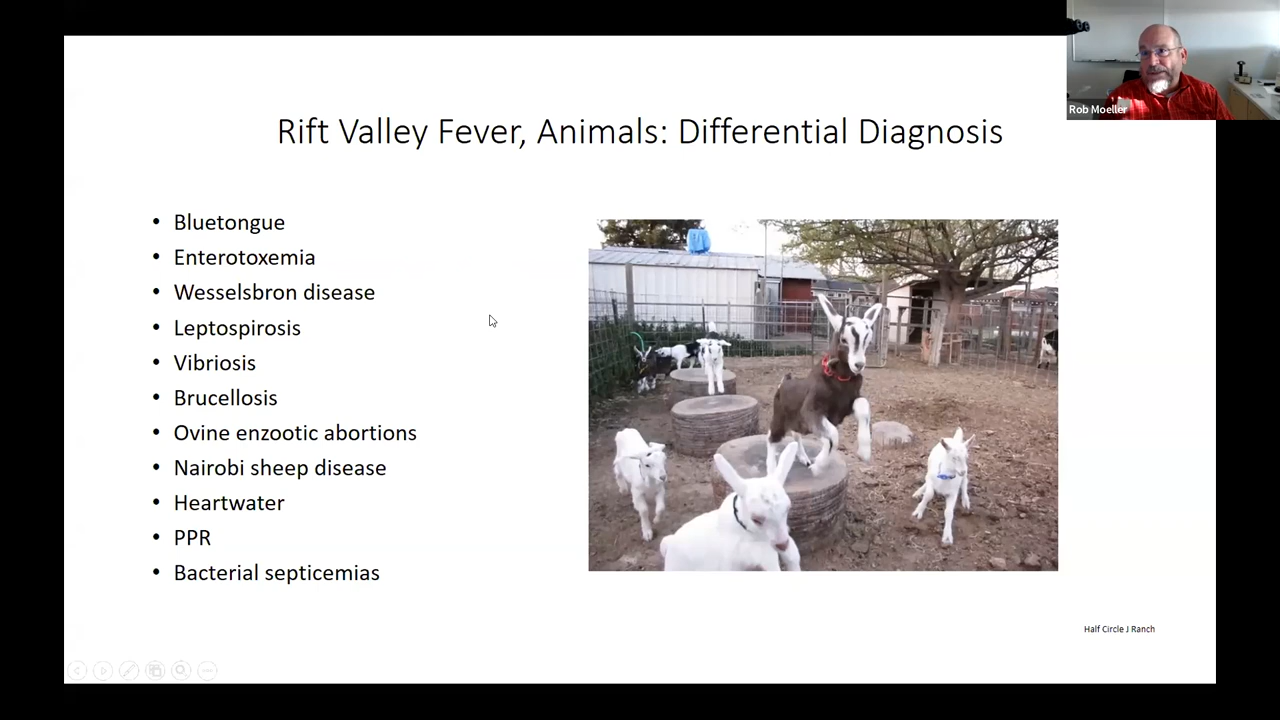 Rob Moeller
Rift Valley Fever, Animals: Differential Diagnosis
• Bluetongue
• Enterotoxemia
• Wesselsbron disease
• Leptospirosis
• Vibriosis
• Brucellosis
• Ovine enzootic abortions
• Nairobi sheep disease
• Heartwater
• PPR
• Bacterial septicemias
Half Circle J Ranch